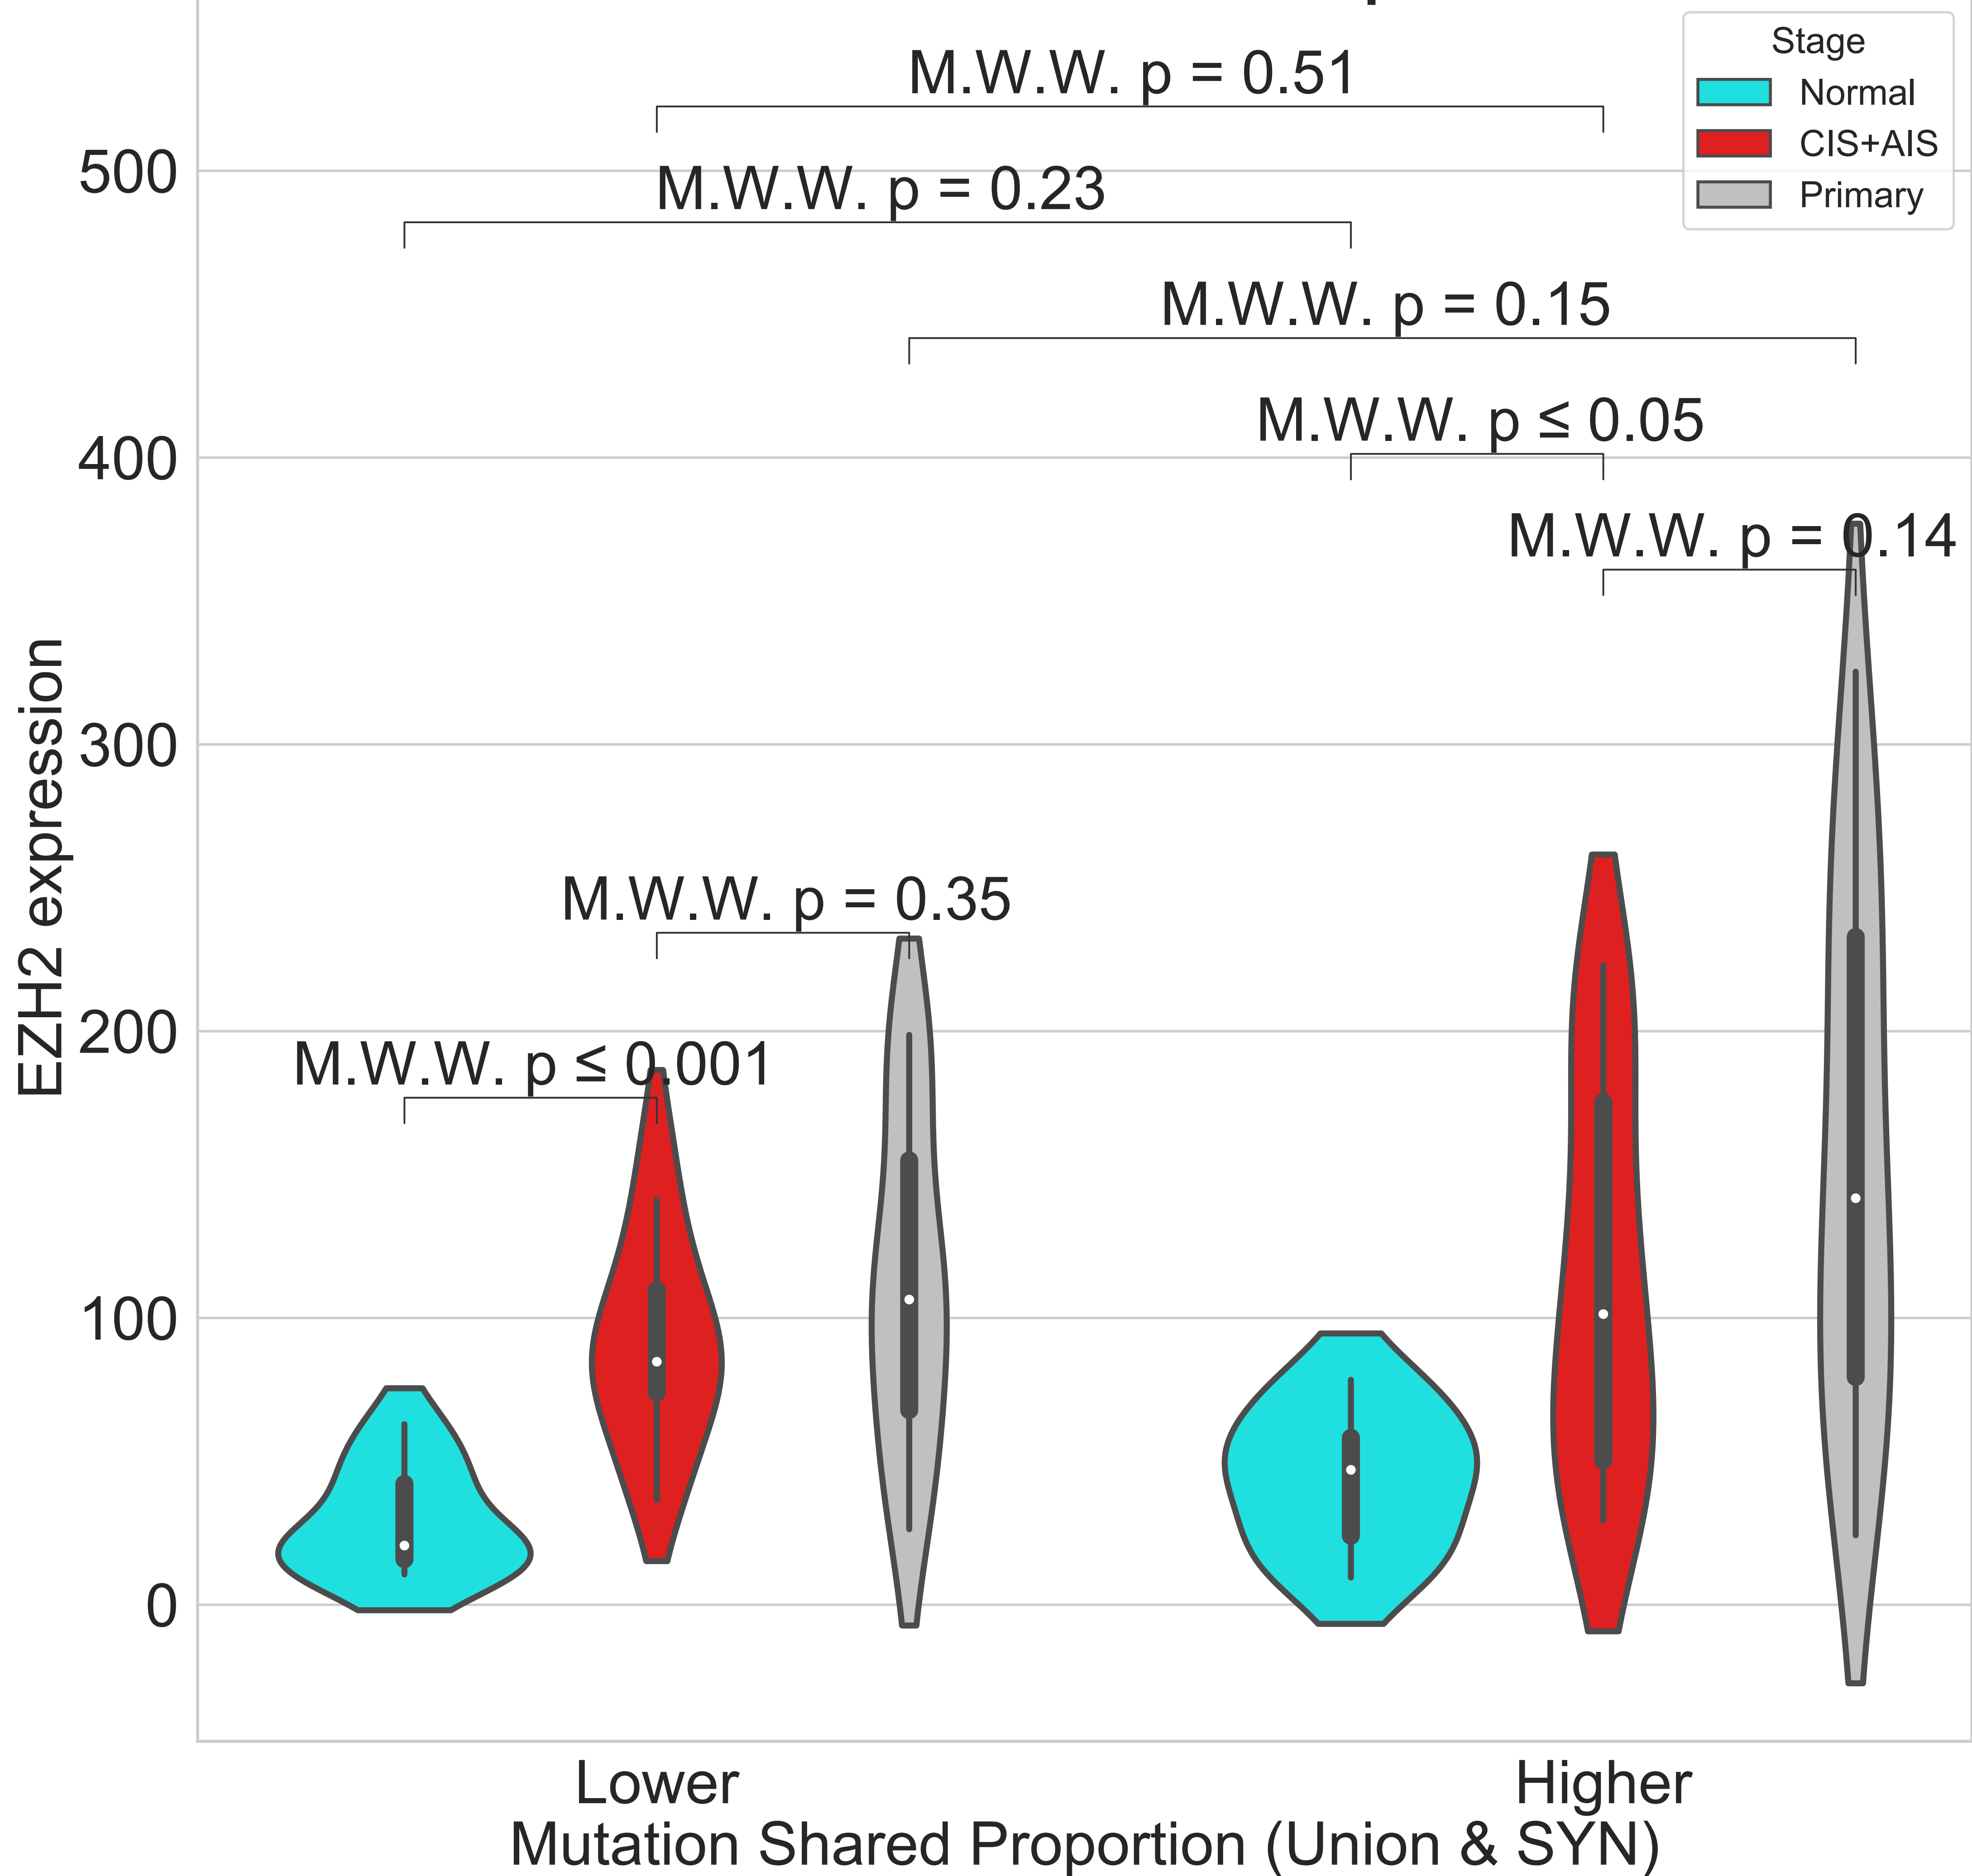 Stage
Normal
CIS+AIS
Primary
M.W.W. p = 0.51
M.W.W. p = 0.23
M.W.W. p = 0.15
M.W.W. p ≤ 0.05
M.W.W. p = 0.14
M.W.W. p = 0.35
M.W.W. p ≤ 0.001
EZH2 expression
500
400
300
200
100
0
Lower
Higher
Mutation Shared Proportion (Union & SYN)